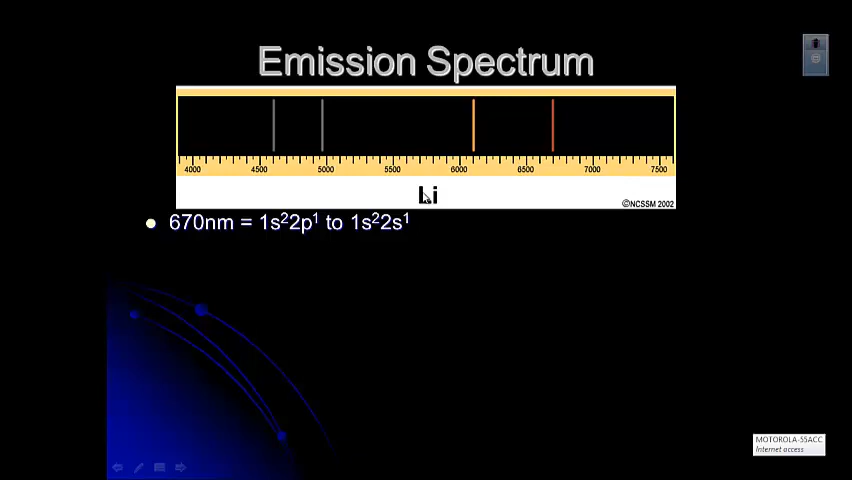 Emission Spectrum
4000 4500 5000 5500 6000 6500 7000 7500
Li
©NCSSM 2002
670nm = 1s²2p¹ to 1s²2s¹
MOTOROLA-55ACC
Internet access